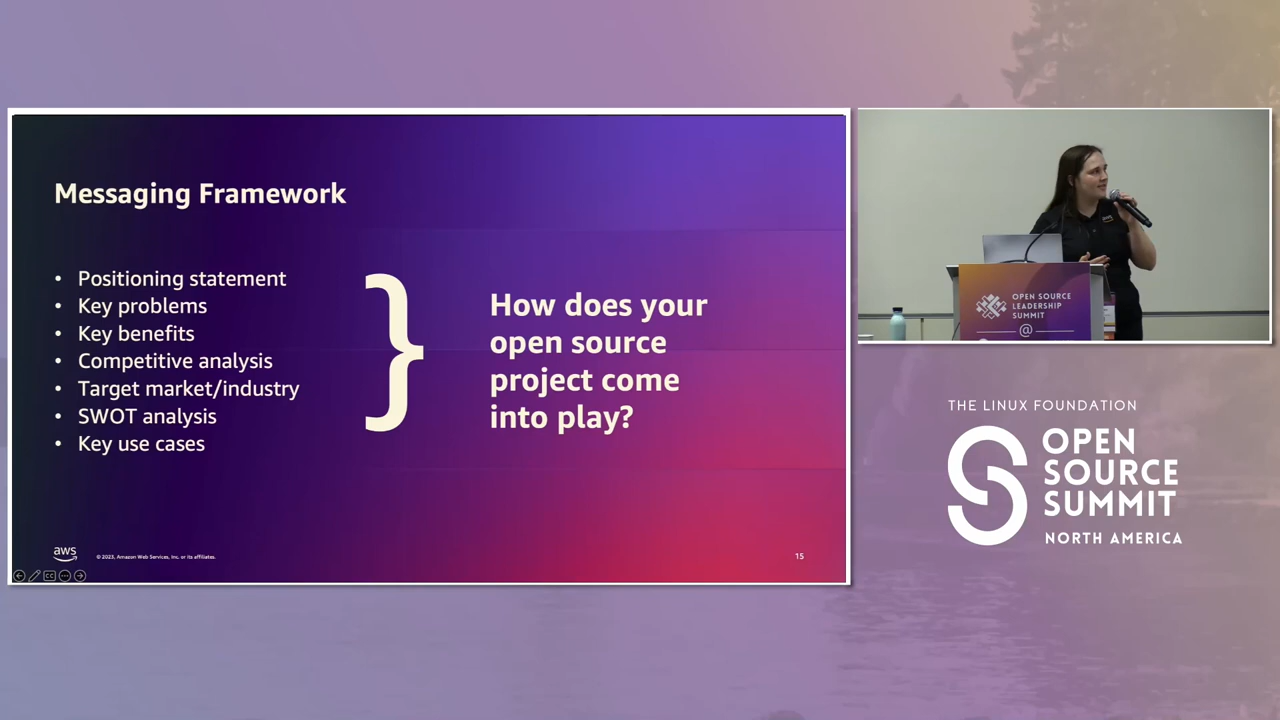 Messaging Framework
• Positioning statement
• Key problems
• Key benefits
• Competitive analysis
• Target market/industry
• SWOT analysis
• Key use cases
}
How does your
open source
project come
into play?
aws
© 2023, Amazon Web Services, Inc. or its affiliates.
15
OPEN SOURCE
LEADERSHIP
SUMMIT
@
THE LINUX FOUNDATION
OPEN
SOURCE
SUMMIT
NORTH AMERICA